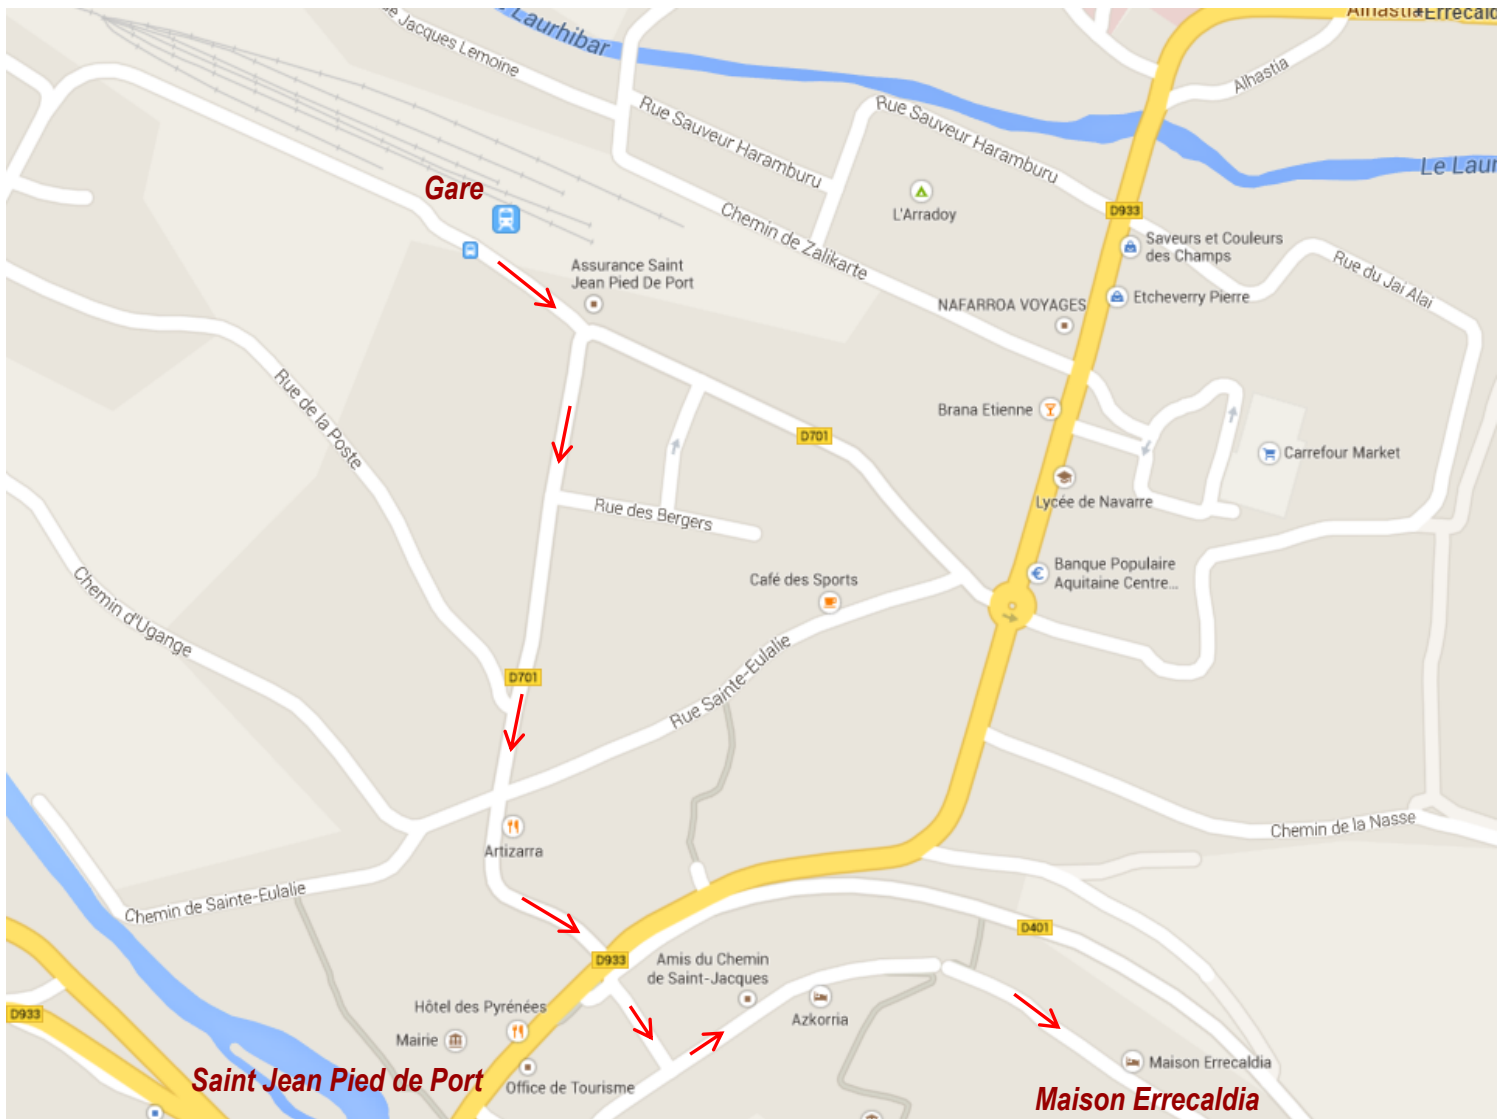 Le Laurhibar
Alhastia
Errecald
Jacques Lemoine
Alhastia
Rue Sauveur Haramburu
Rue Sauveur Haramburu
Le Laur
Gare
L'Arradoy
D933
Chemin de Zalikarte
Saveurs et Couleurs
des Champs
Rue du Jai Alai
Assurance Saint
Jean Pied De Port
NAFARROA VOYAGES
Etcheverry Pierre
Rue de la Poste
Brana Etienne
D701
Carrefour Market
Lycée de Navarre
Rue des Bergers
Chemin d'Ugange
Café des Sports
Banque Populaire
Aquitaine Centre...
D701
Rue Sainte-Eulalie
Chemin de la Nasse
Artizarra
Chemin de Sainte-Eulalie
D401
D933
Amis du Chemin
de Saint-Jacques
D933
Hôtel des Pyrénées
Azkorria
Mairie
Maison Errecaldia
Saint Jean Pied de Port
Office de Tourisme
Maison Errecaldia